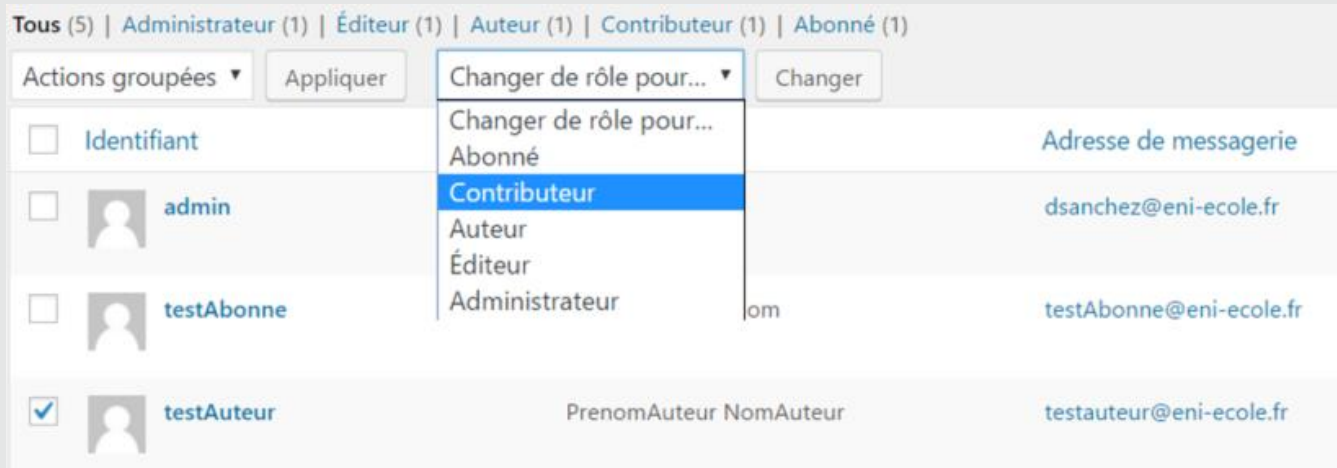 Tous (5) | Administrateur (1) | Éditeur (1) | Auteur (1) | Contributeur (1) | Abonné (1)
Actions groupées Appliquer Changer de rôle pour... Changer
Changer de rôle pour...
Abonné
Contributeur
Auteur
Éditeur
Administrateur
Identifiant Adresse de messagerie
admin dsanchez@eni-ecole.fr
testAbonne om testAbonne@eni-ecole.fr
testAuteur PrenomAuteur NomAuteur testauteur@eni-ecole.fr